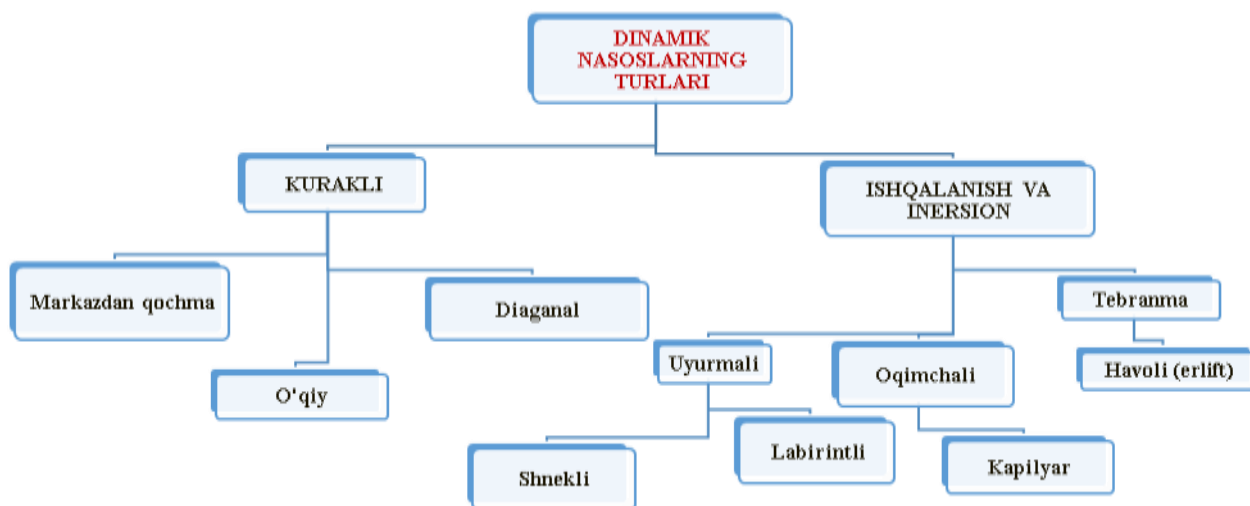 DINAMIK
NASOSLARNING
TURLARI
KURAKLI
ISHQALANISH VA
INERSION
Markazdan qochma
Diaganal
O'qiy
Tebranma
Uyurmali
Oqimchali
Havoli (erlift)
Shnekli
Labirintli
Kapilyar